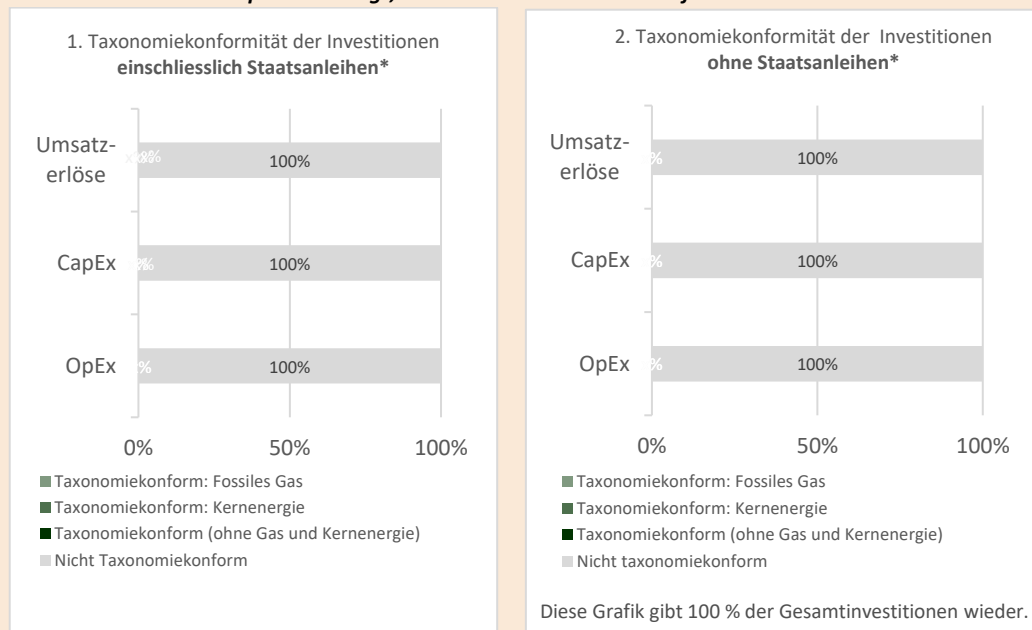 1. Taxonomiekonformität der Investitionen
einschliesslich Staatsanleihen*
Umsatz-
erlöse
100%
CapEx
100%
OpEx
100%
0% 50% 100%
Taxonomiekonform: Fossiles Gas
Taxonomiekonform: Kernenergie
Taxonomiekonform (ohne Gas und Kernenergie)
Nicht Taxonomiekonform
2. Taxonomiekonformität der Investitionen
ohne Staatsanleihen*
Umsatz-
erlöse
100%
CapEx
100%
OpEx
100%
0% 50% 100%
Taxonomiekonform: Fossiles Gas
Taxonomiekonform: Kernenergie
Taxonomiekonform (ohne Gas und Kernenergie)
Nicht taxonomiekonform
Diese Grafik gibt 100 % der Gesamtinvestitionen wieder.